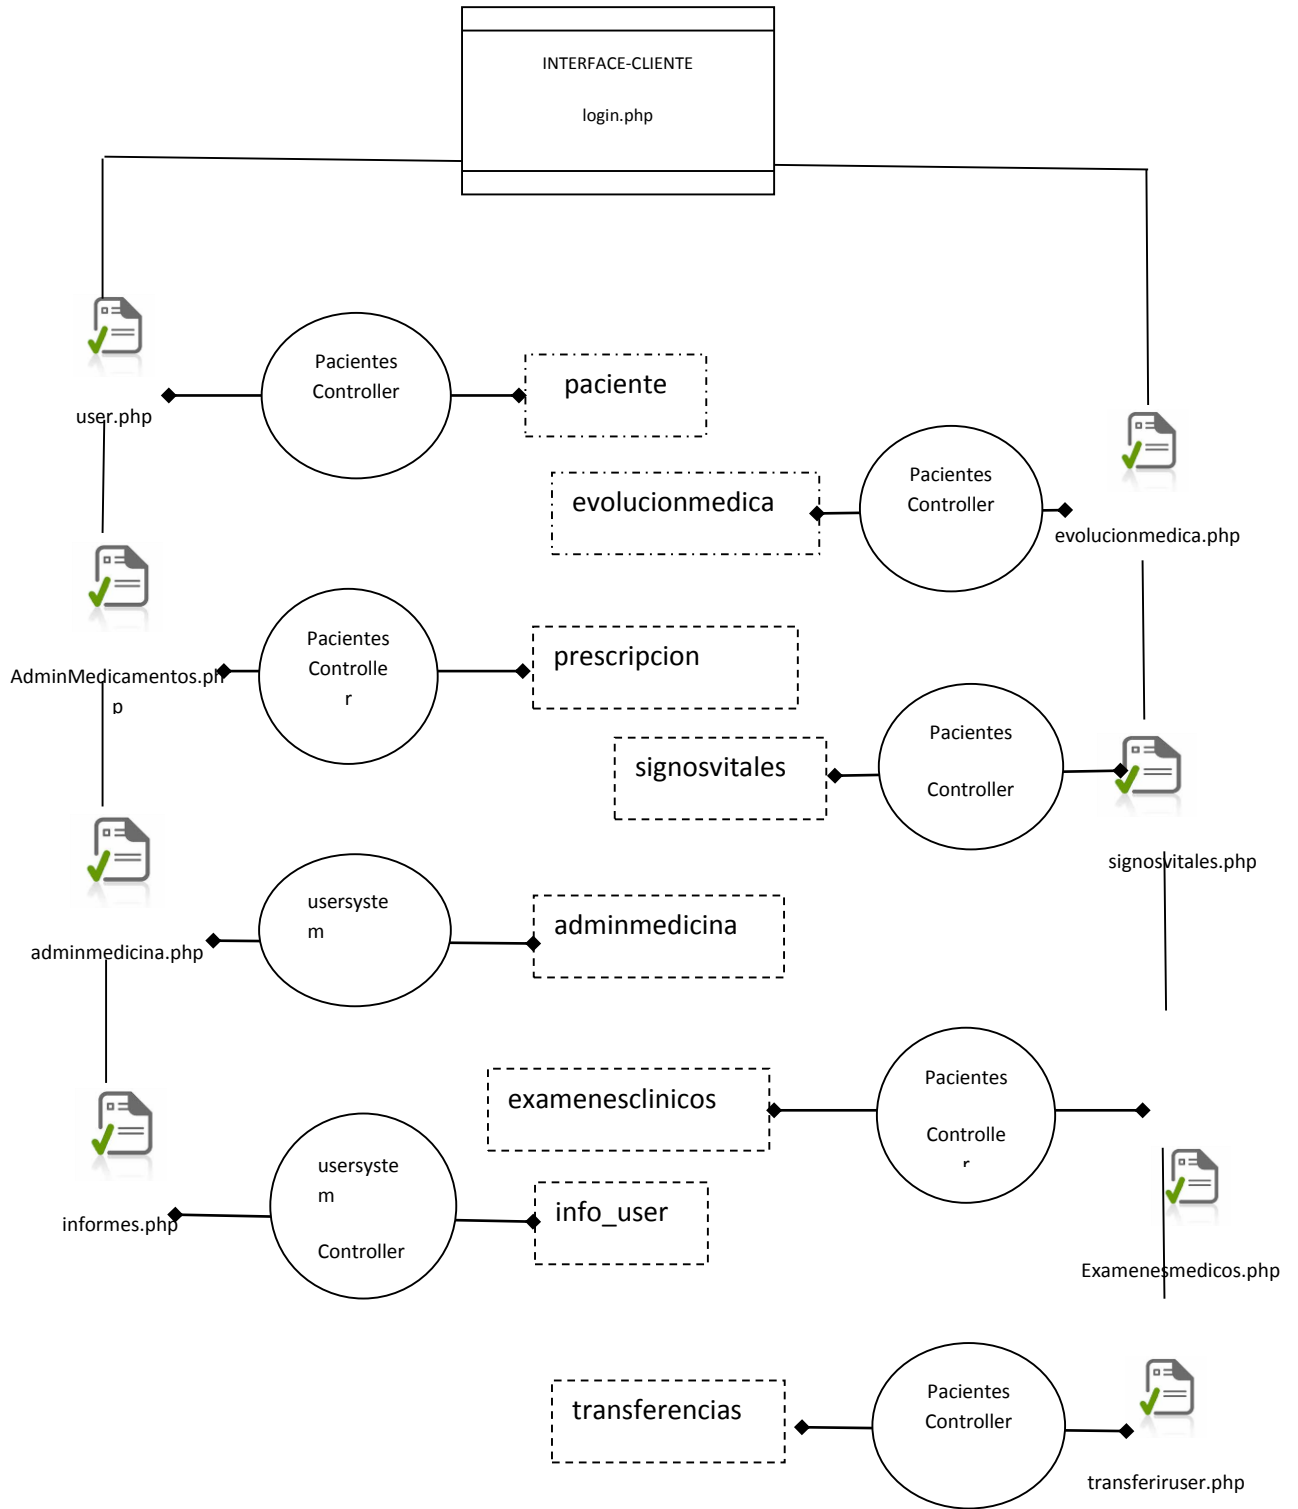 INTERFACE-CLIENTE
login.php
Pacientes
Controller
paciente
user.php
evolucionmedica
Pacientes
Controller
evolucionmedica.php
Pacientes
Controlle
r
prescripcion
AdminMedicamentos.ph
p
signosvitales
Pacientes
Controller
signosvitales.php
usersyste
m
adminmedicina
adminmedicina.php
examenesclinicos
Pacientes
Controlle
r
usersyste
m
Controller
info_user
informes.php
Examenesmedicos.php
transferencias
Pacientes
Controller
transferiruser.php